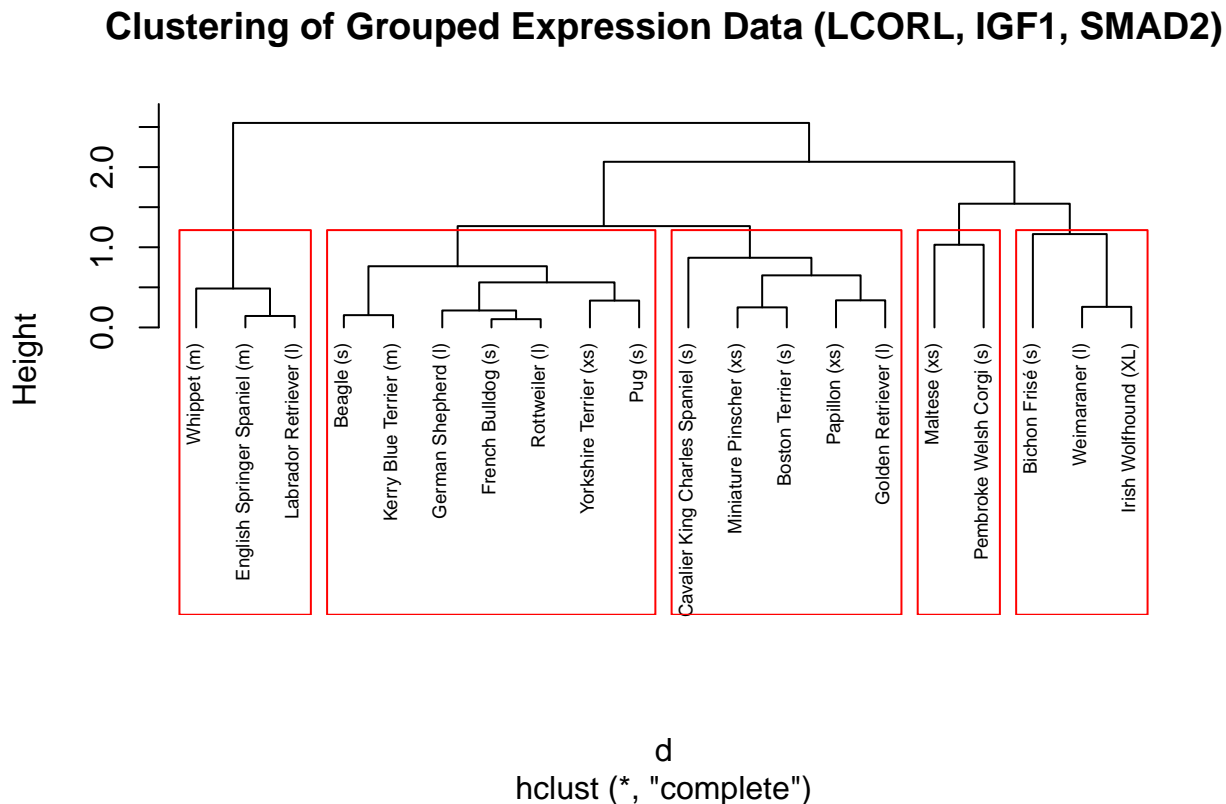 Clustering of Grouped Expression Data (LCORL, IGF1, SMAD2)
Height
0.0
1.0
2.0
Whippet (m)
English Springer Spaniel (m)
Labrador Retriever (l)
Beagle (s)
Kerry Blue Terrier (m)
German Shepherd (l)
French Bulldog (s)
Rottweiler (l)
Yorkshire Terrier (xs)
Pug (s)
Cavalier King Charles Spaniel (s)
Miniature Pinscher (xs)
Boston Terrier (s)
Papillon (xs)
Golden Retriever (l)
Maltese (xs)
Pembroke Welsh Corgi (s)
Bichon Frisé (s)
Weimaraner (l)
Irish Wolfhound (XL)
d
hclust (*, "complete")